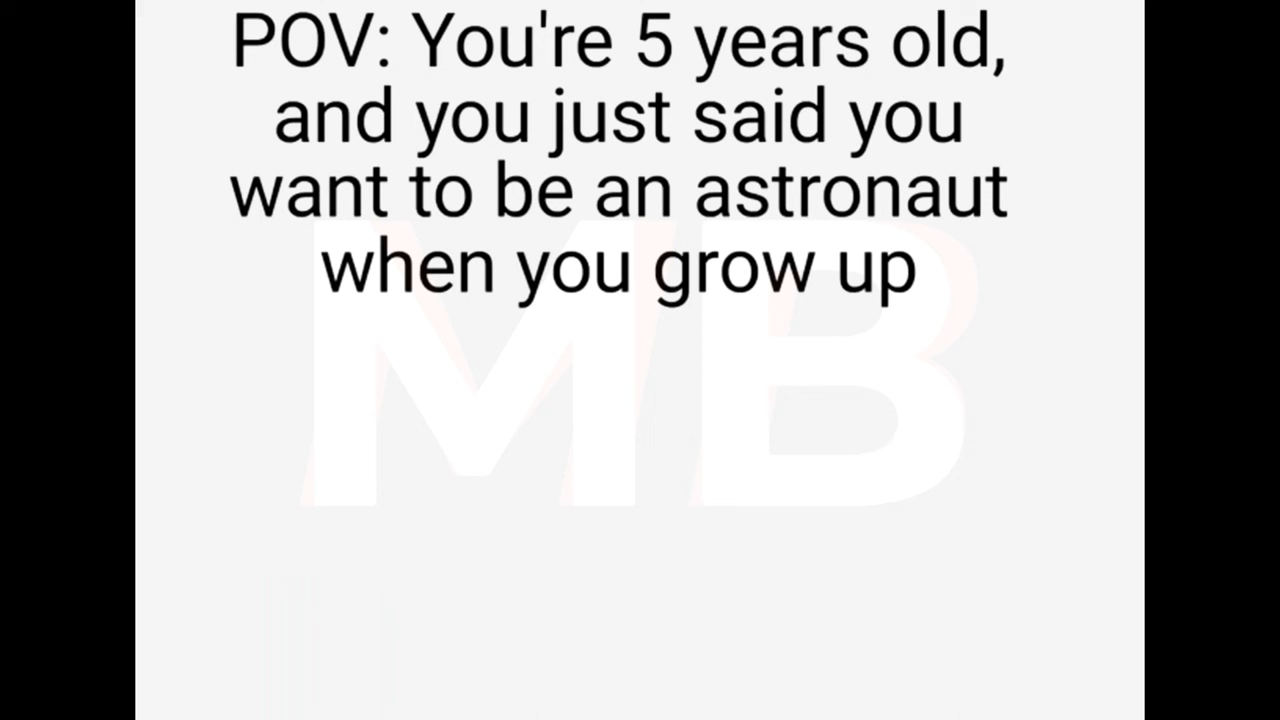 POV: You're 5 years old,
and you just said you
want to be an astronaut
when you grow up
MB